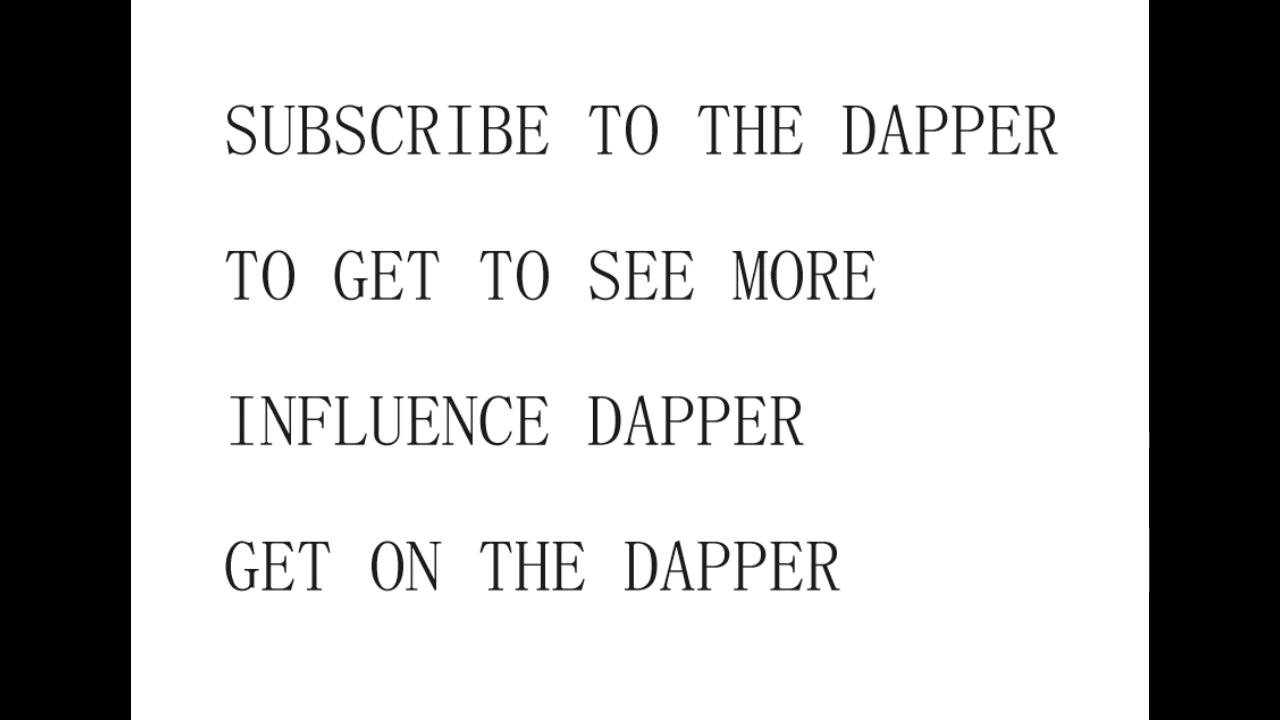 SUBSCRIBE TO THE DAPPER
TO GET TO SEE MORE
INFLUENCE DAPPER
GET ON THE DAPPER